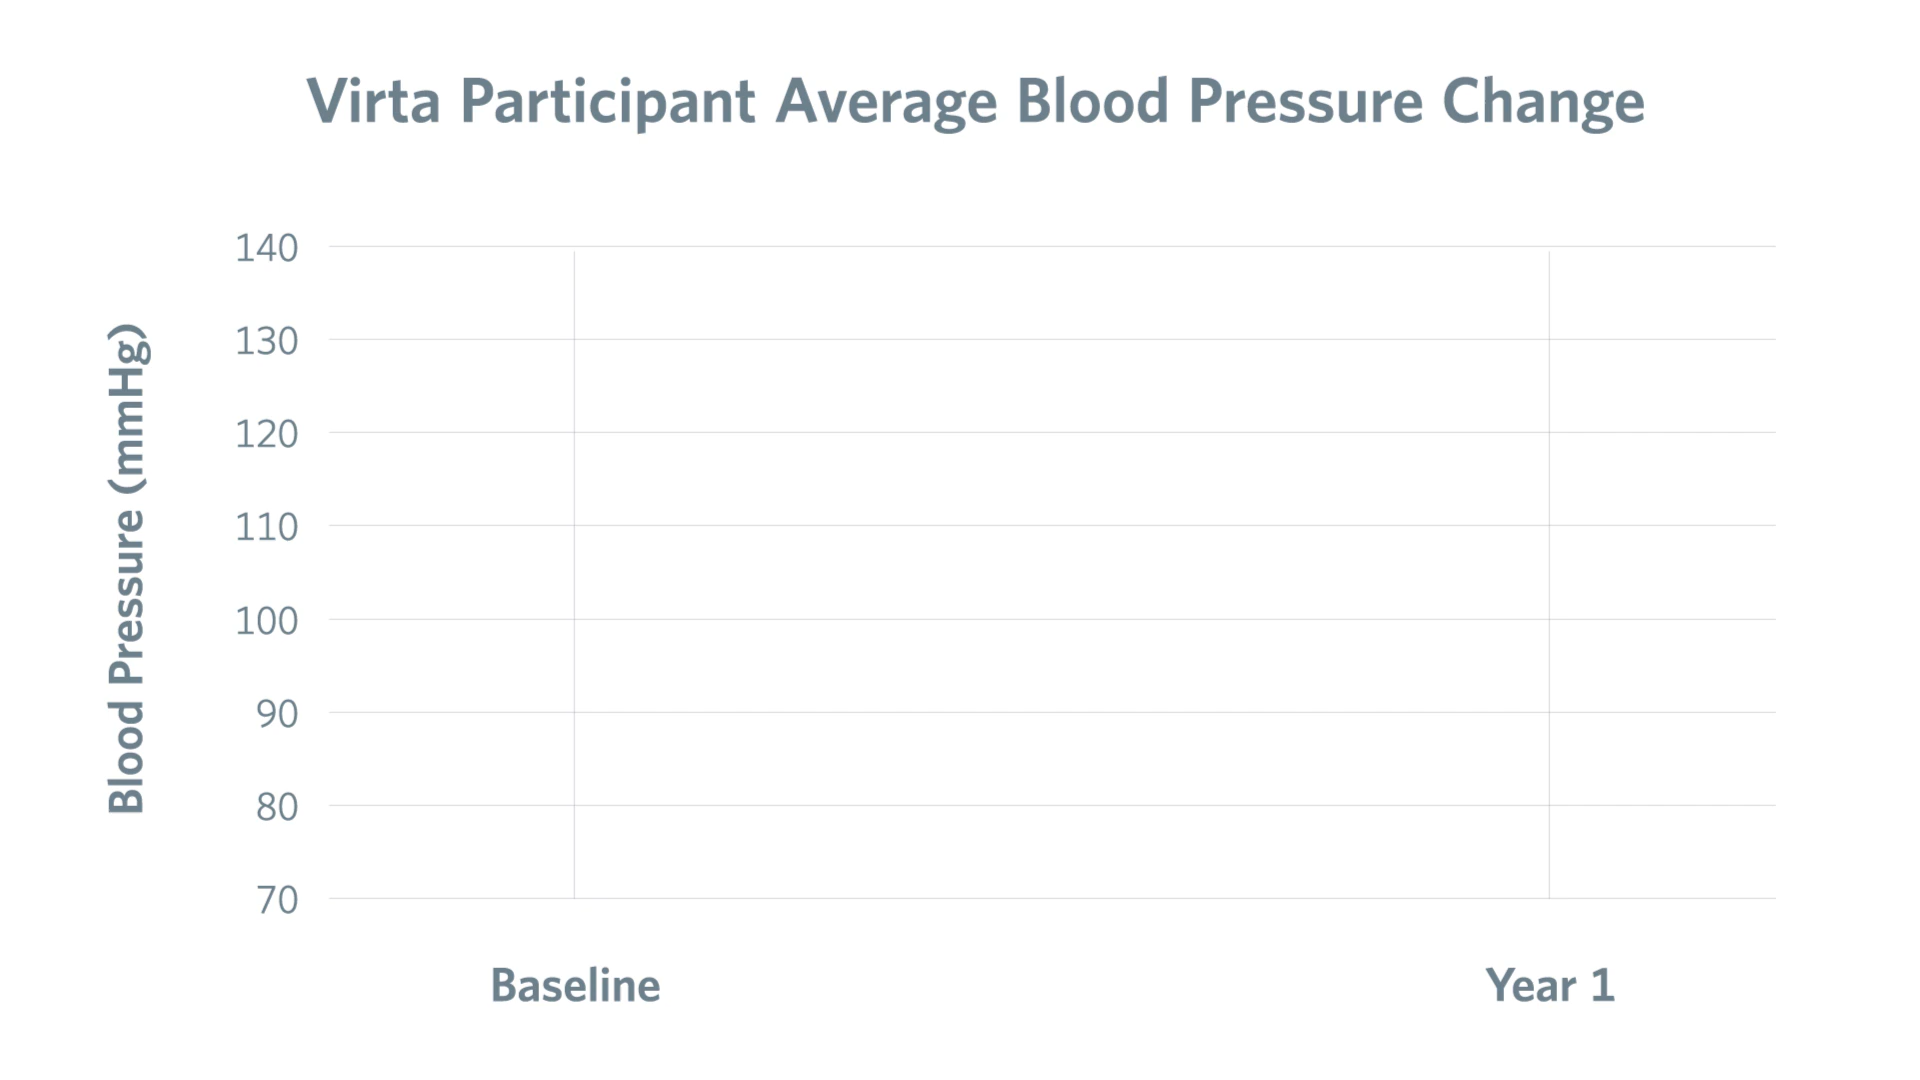 Virta Participant Average Blood Pressure Change
Blood Pressure (mmHg)
140
130
120
110
100
90
80
70
Baseline
Year 1